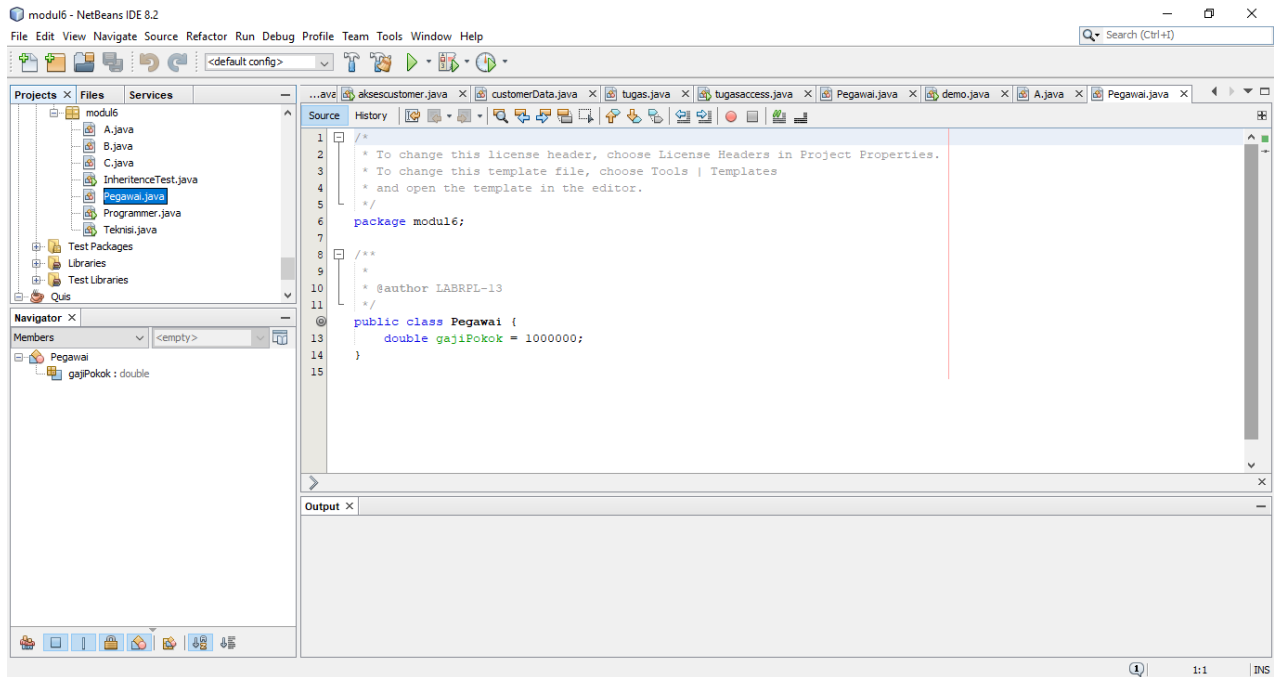 modul6 - NetBeans IDE 8.2
File Edit View Navigate Source Refactor Run Debug Profile Team Tools Window Help
Search (Ctrl+I)
<default config>
Projects Files Services
modul6
A.java
B.java
C.java
InheritenceTest.java
Pegawai.java
Programmer.java
Teknisi.java
Test Packages
Libraries
Test Libraries
Quis
Navigator
Members <empty>
Pegawai
gajiPokok : double
...ava aksescustomer.java customerData.java tugas.java tugasaccess.java Pegawai.java demo.java A.java Pegawai.java
Source History
1 /*
2 * To change this license header, choose License Headers in Project Properties.
3 * To change this template file, choose Tools | Templates
4 * and open the template in the editor.
5 */
6 package modul6;
7
8 /**
9 *
10 * @author LABRPL-13
11 */
public class Pegawai {
13 double gajiPokok = 1000000;
14 }
15
Output
1 1:1 INS